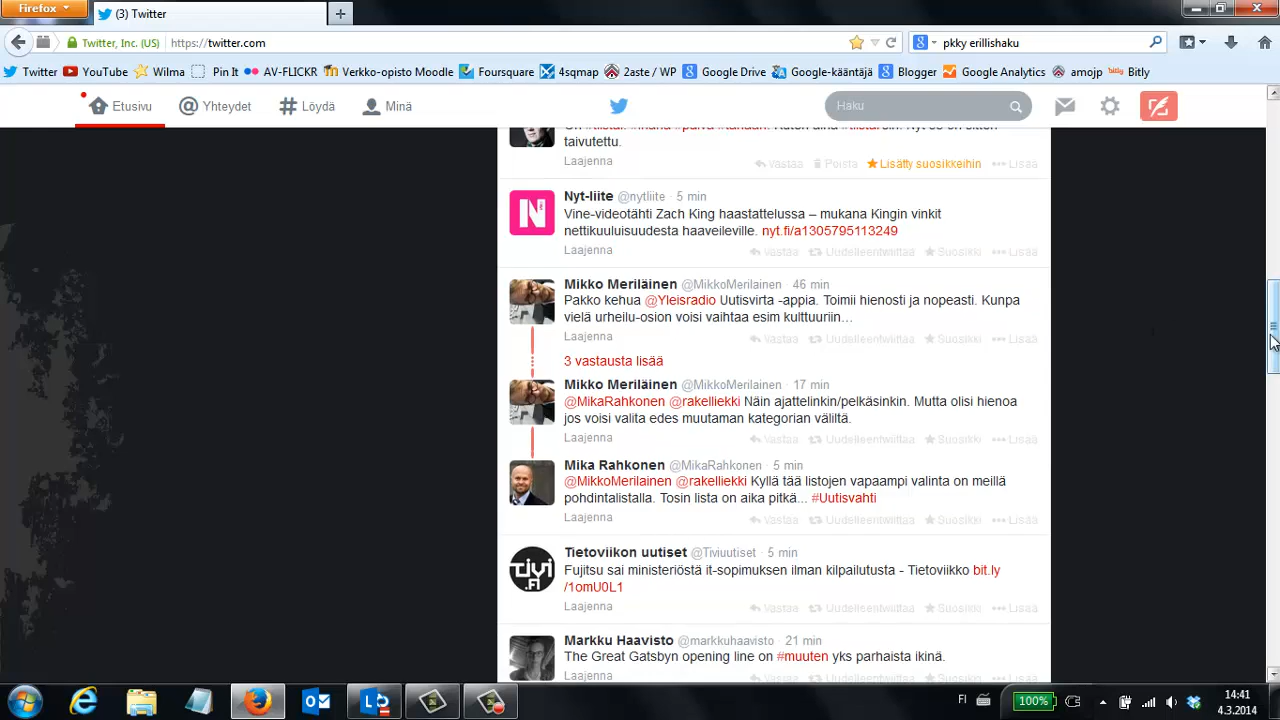 Firefox
(3) Twitter
Twitter, Inc. (US)
https://twitter.com
pkky erillishaku
Twitter
YouTube
Wilma
Pin It
AV-FLICKR
Verkko-opisto Moodle
Foursquare
4sqmap
2aste / WP
Google Drive
Google-kääntäjä
Blogger
Google Analytics
amojp
bitly
Bitly
Etusivu
Yhteydet
Löydä
Minä
Haku
taivutettu.
Laajenna
Vastaa Poista Lisätty suosikkeihin Lisää
Nyt-liite @nytliite · 5 min
Vine-videotähti Zach King haastattelussa – mukana Kingin vinkit
nettikuuluisuudesta haaveileville. nyt.fi/a1305795113249
Laajenna
Vastaa Uudelleentwiittaa Suosikki Lisää
Mikko Meriläinen @MikkoMerilainen · 46 min
Pakko kehua @Yleisradio Uutisvirta -appia. Toimii hienosti ja nopeasti. Kunpa
vielä urheilu-osion voisi vaihtaa esim kulttuuriin…
Laajenna
Vastaa Uudelleentwiittaa Suosikki Lisää
3 vastausta lisää
Mikko Meriläinen @MikkoMerilainen · 17 min
@MikaRahkonen @rakelliekki Näin ajattelinkin/pelkäsinkin. Mutta olisi hienoa
jos voisi valita edes muutaman kategorian väliltä.
Laajenna
Vastaa Uudelleentwiittaa Suosikki Lisää
Mika Rahkonen @MikaRahkonen · 5 min
@MikkoMerilainen @rakelliekki Kyllä tää listojen vapaampi valinta on meillä
pohdintalistalla. Tosin lista on aika pitkä... #Uutisvahti
Laajenna
Vastaa Uudelleentwiittaa Suosikki Lisää
TIVI
.FI
Tietoviikon uutiset @Tiviuutiset · 5 min
Fujitsu sai ministeriöstä it-sopimuksen ilman kilpailutusta - Tietoviikko bit.ly
/1omU0L1
Laajenna
Vastaa Uudelleentwiittaa Suosikki Lisää
Markku Haavisto @markkuhaavisto · 21 min
The Great Gatsbyn opening line on #muuten yks parhaista ikinä.
Laajenna
Vastaa Uudelleentwiittaa Suosikki Lisää
FI
100%
14:41
4.3.2014